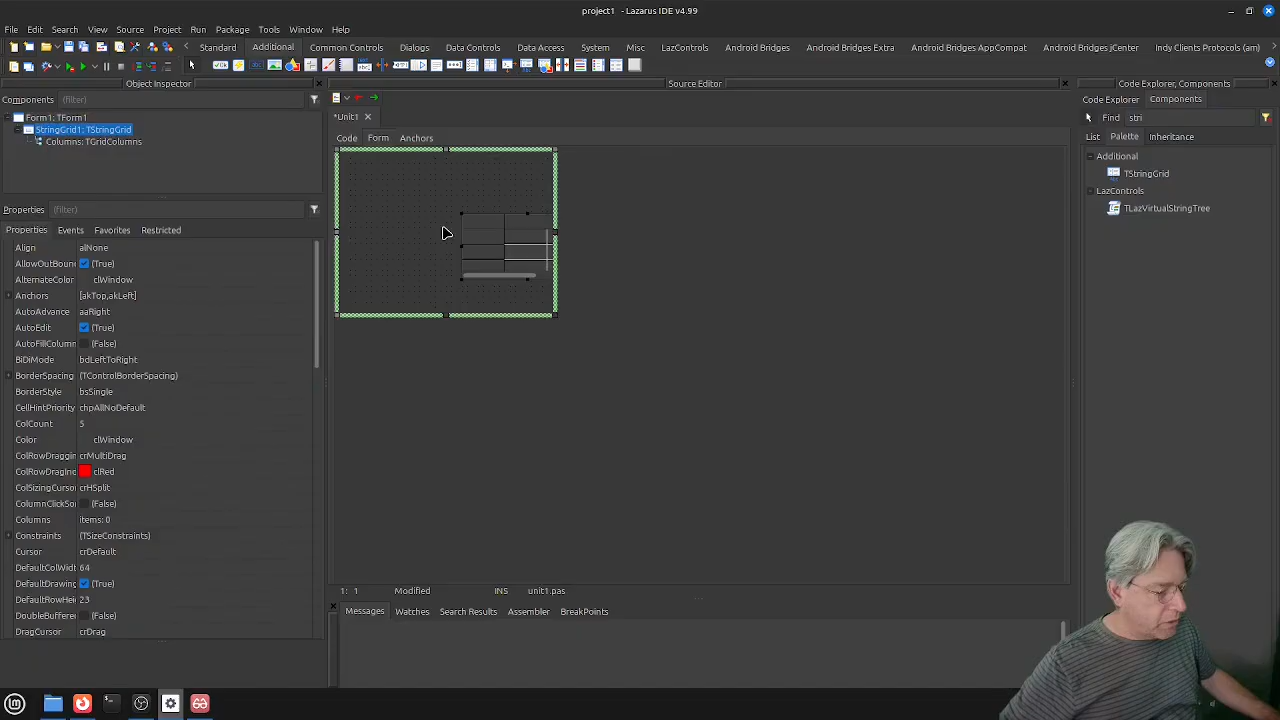 project1 - Lazarus IDE v4.99
File Edit Search View Source Project Run Package Tools Window Help
Standard Additional Common Controls Dialogs Data Controls Data Access System Misc LazControls Android Bridges Android Bridges Extra Android Bridges AppCompat Android Bridges jCenter Indy Clients Protocols (am)
Object Inspector
Source Editor
Code Explorer, Components
Components (filter)
Form1: TForm1
StringGrid1: TStringGrid
Columns: TGridColumns
Properties (filter)
Properties Events Favorites Restricted
Align alNone
AllowOutBoun (True)
AlternateColor clWindow
Anchors [akTop,akLeft]
AutoAdvance aaRight
AutoEdit (True)
AutoFillColumn (False)
BiDiMode bdLeftToRight
BorderSpacing (TControlBorderSpacing)
BorderStyle bsSingle
CellHintPriority chpAllNoDefault
ColCount 5
Color clWindow
ColRowDraggin crMultiDrag
ColRowDragInd clRed
ColSizingCursor crHSplit
ColumnClickSo (False)
Columns items: 0
Constraints (TSizeConstraints)
Cursor crDefault
DefaultColWidt 64
DefaultDrawing (True)
DefaultRowHei 23
DoubleBuffere (False)
DragCursor crDrag
*Unit1
Code Form Anchors
1: 1 Modified INS unit1.pas
Messages Watches Search Results Assembler BreakPoints
Code Explorer Components
Find stri
List Palette Inheritance
Additional
TStringGrid
LazControls
TLazVirtualStringTree